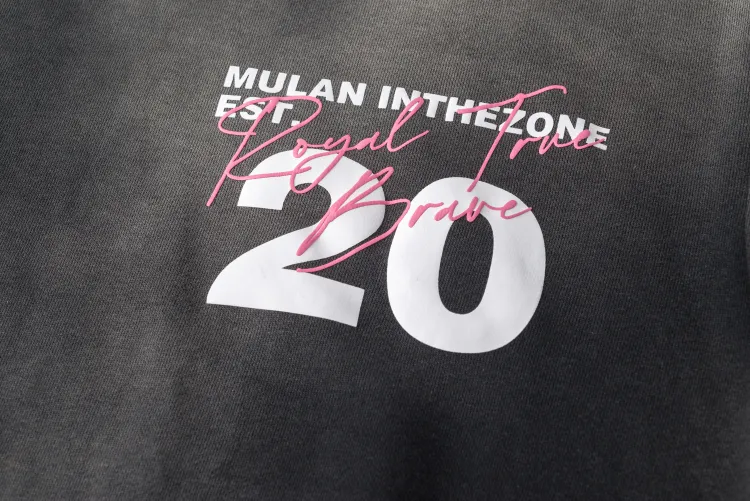 MULAN INTHEZONE
EST.
Royal True
Brave
20